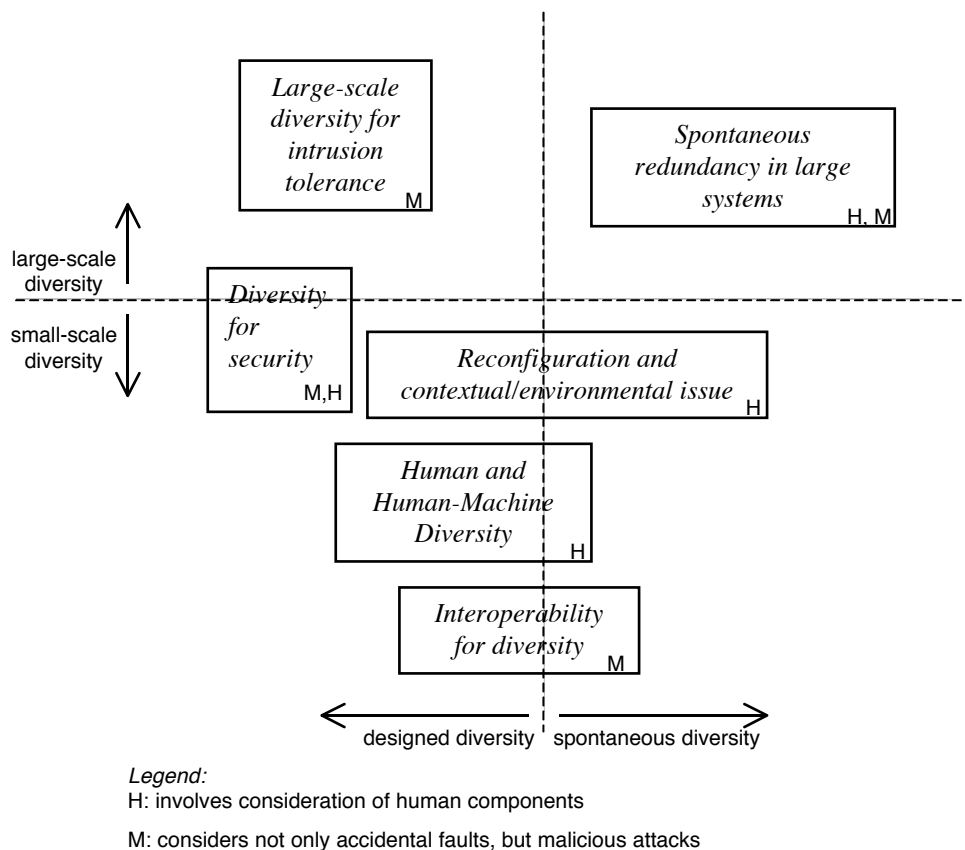 Large-scale
diversity for
intrusion
tolerance
M
Spontaneous
redundancy in large
systems
H, M
large-scale
diversity
small-scale
diversity
Diversity
for
security
M,H
Reconfiguration and
contextual/environmental issue
H
Human and
Human-Machine
Diversity
H
Interoperability
for diversity
M
designed diversity
spontaneous diversity
Legend:
H: involves consideration of human components
M: considers not only accidental faults, but malicious attacks